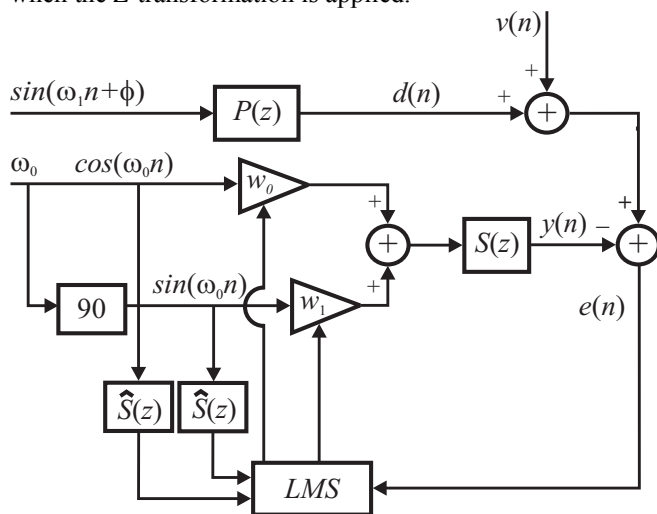 when the Z-transformation is applied.
v(n)
+
sin(ω₁n+ϕ)
P(z)
d(n)
+
+
ω₀
cos(ω₀n)
w₀
+
+
+
S(z)
y(n)
−
+
90
sin(ω₀n)
w₁
+
e(n)
Ŝ(z)
Ŝ(z)
LMS